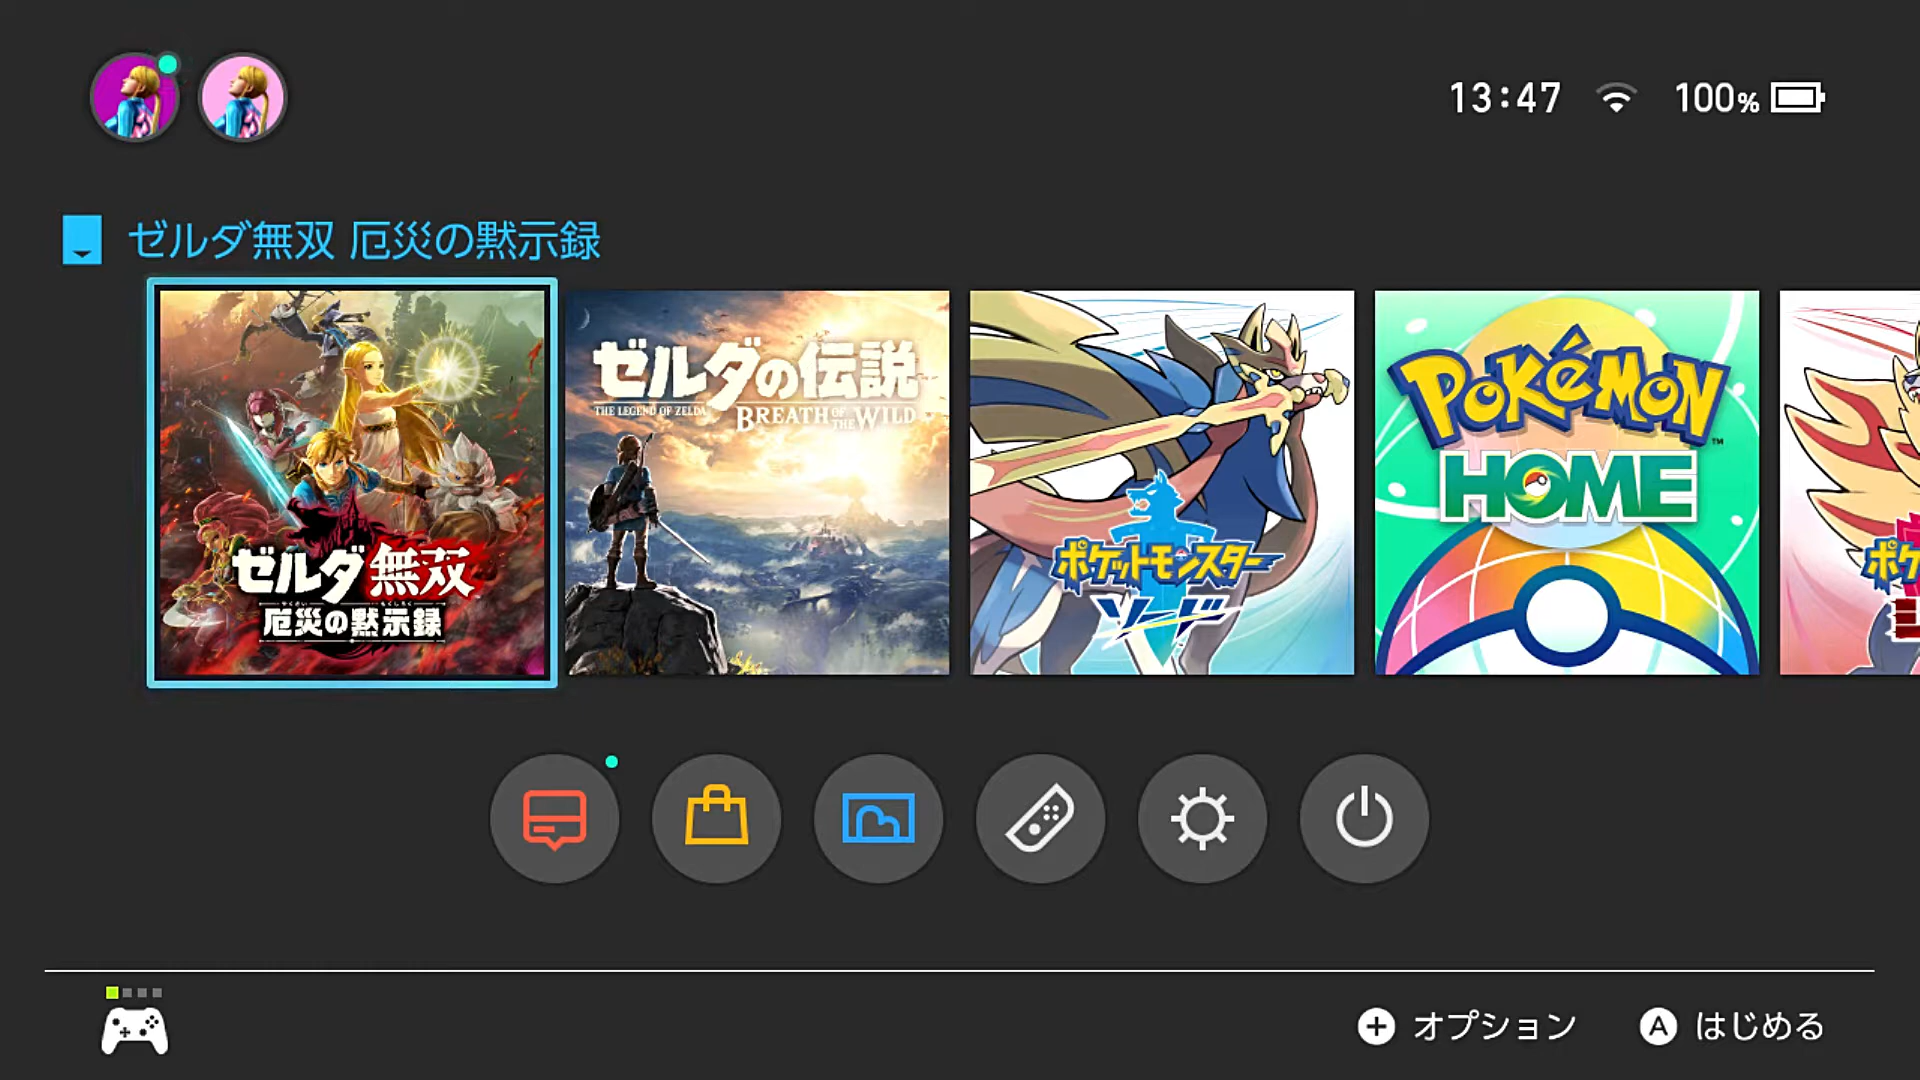 13:47 100%
ゼルダ無双 厄災の黙示録
ゼルダ無双
厄災の黙示録
ゼルダの伝説
THE LEGEND OF ZELDA
BREATH OF THE WILD
ポケットモンスター
ソード
POKéMON
HOME
ポケ
オプション
A はじめる